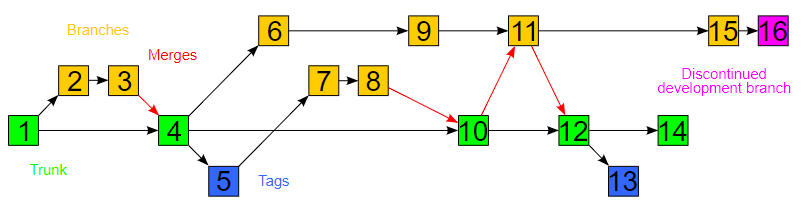 Branches
6
9
11
15
16
Merges
2
3
7
8
Discontinued
development branch
1
4
10
12
14
Trunk
5
Tags
13